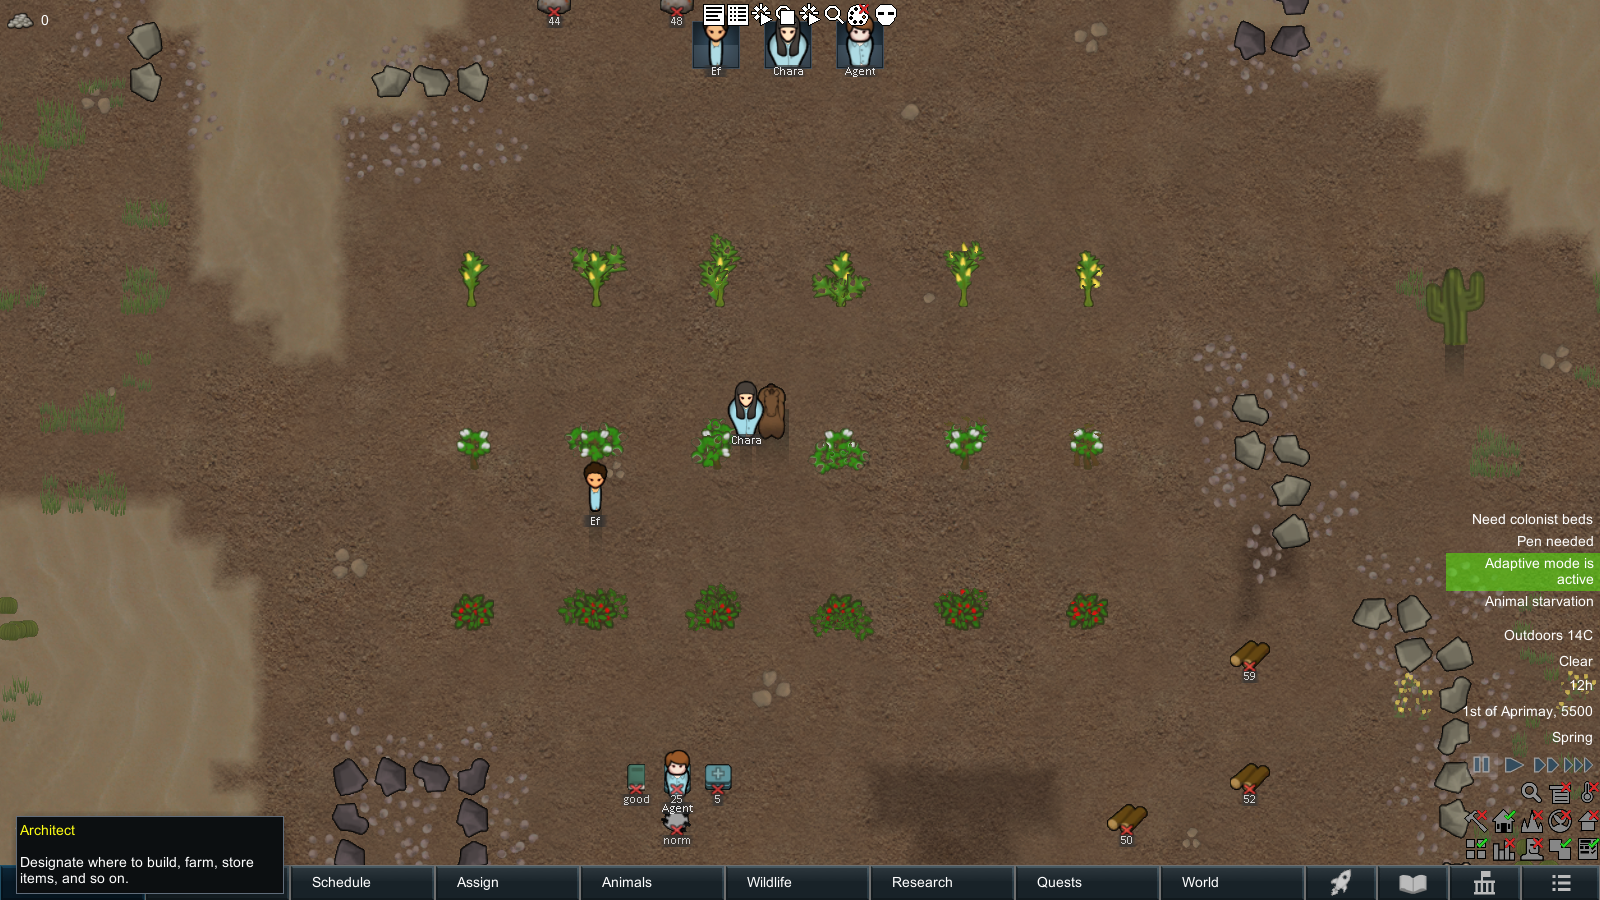 0
44
48
Ef
Chara
Agent
Chara
Ef
Need colonist beds
Pen needed
Adaptive mode is
active
Animal starvation
Outdoors 14C
Clear
12h
1st of Aprimay, 5500
Spring
59
52
50
good
25
5
Agent
norm
Architect
Designate where to build, farm, store
items, and so on.
Schedule
Assign
Animals
Wildlife
Research
Quests
World